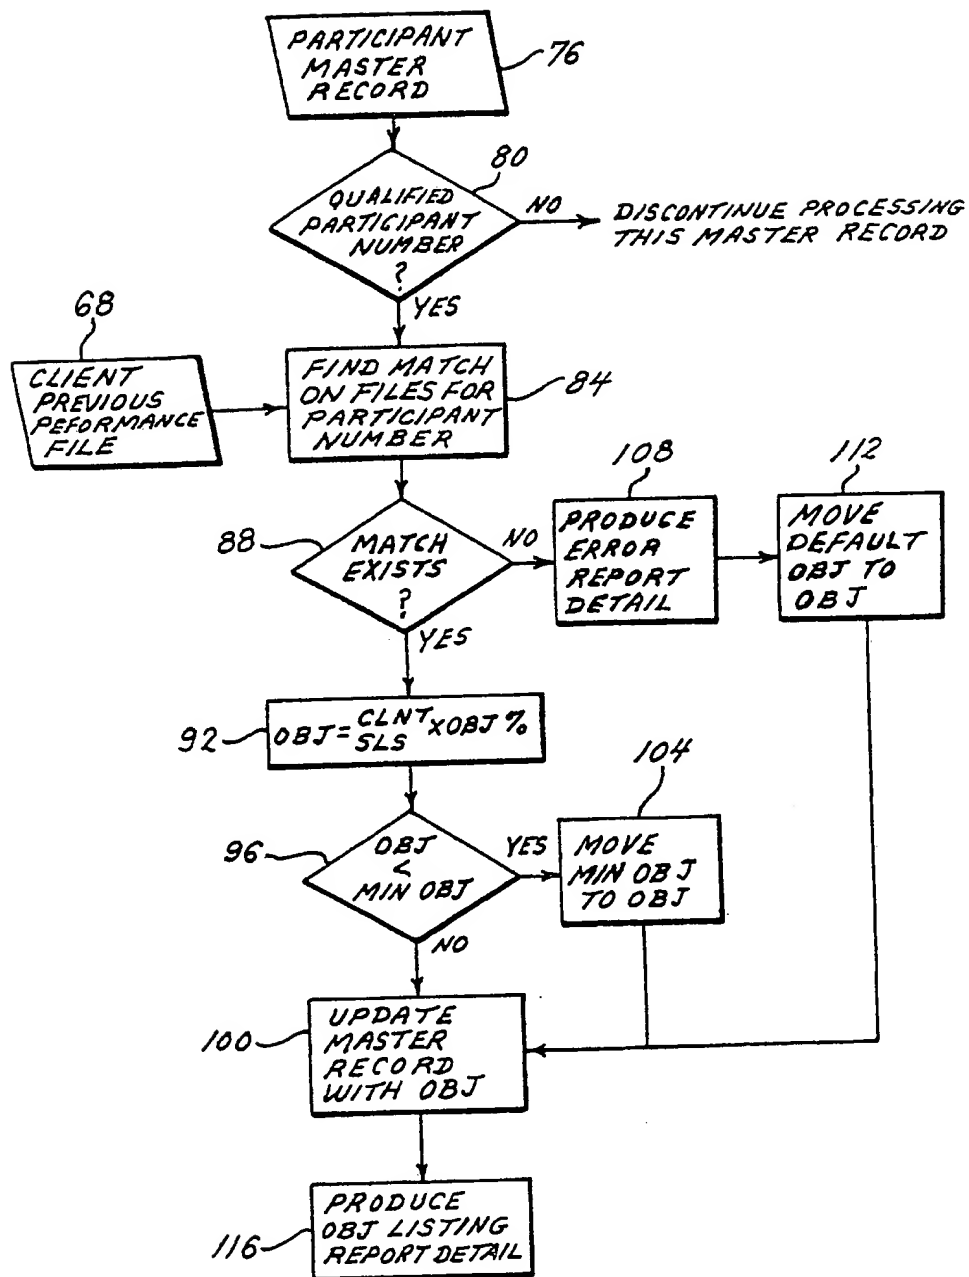 PARTICIPANT
MASTER
RECORD
76
80
QUALIFIED
PARTICIPANT
NUMBER
?
NO
DISCONTINUE PROCESSING
THIS MASTER RECORD
YES
68
CLIENT
PREVIOUS
PEFORMANCE
FILE
FIND MATCH
ON FILES FOR
PARTICIPANT
NUMBER
84
88
MATCH
EXISTS
?
NO
YES
108
PRODUCE
ERROR
REPORT
DETAIL
112
MOVE
DEFAULT
OBJ TO
OBJ
92
OBJ = CLNT SLS X OBJ %
96
OBJ
<
MIN OBJ
YES
NO
104
MOVE
MIN OBJ
TO OBJ
100
UPDATE
MASTER
RECORD
WITH OBJ
116
PRODUCE
OBJ LISTING
REPORT DETAIL